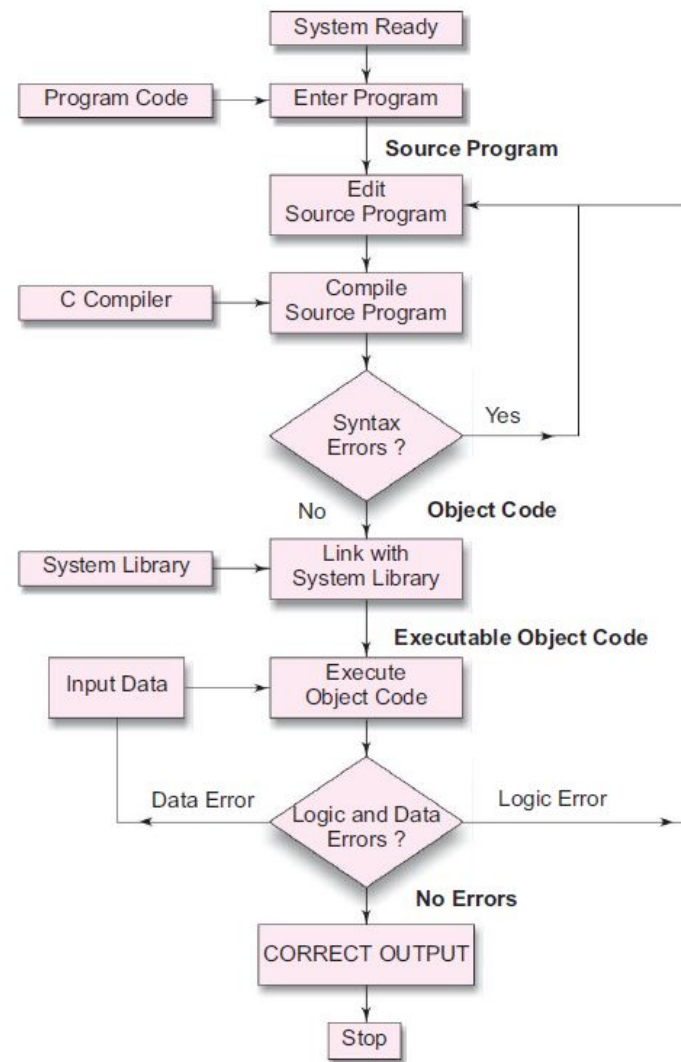 System Ready
Program Code
Enter Program
Source Program
Edit
Source Program
C Compiler
Compile
Source Program
Syntax
Errors ?
Yes
No
Object Code
System Library
Link with
System Library
Executable Object Code
Input Data
Execute
Object Code
Data Error
Logic and Data
Errors ?
Logic Error
No Errors
CORRECT OUTPUT
Stop